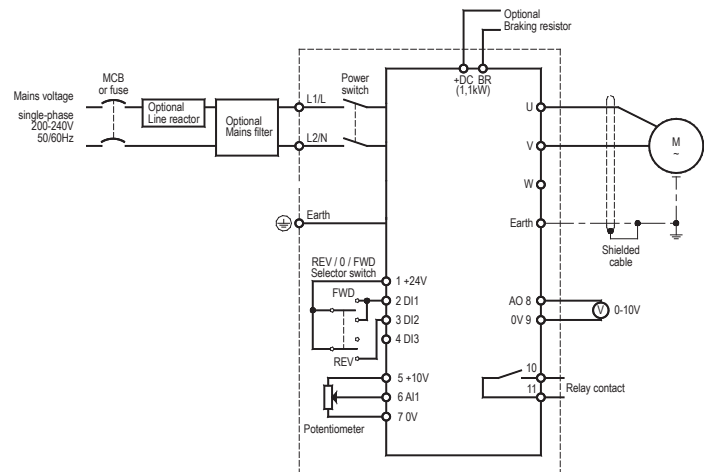 Optional
Braking resistor
MCB
or fuse
Power
switch
+DC BR
(1,1kW)
Mains voltage
single-phase
200-240V
50/60Hz
Optional
Line reactor
Optional
Mains filter
L1/L
L2/N
U
V
W
M
~
Earth
Earth
Shielded
cable
REV / 0 / FWD
Selector switch
FWD
REV
1 +24V
2 DI1
3 DI2
4 DI3
5 +10V
6 AI1
7 0V
Potentiometer
AO 8
0V 9
V
0-10V
10
11
Relay contact